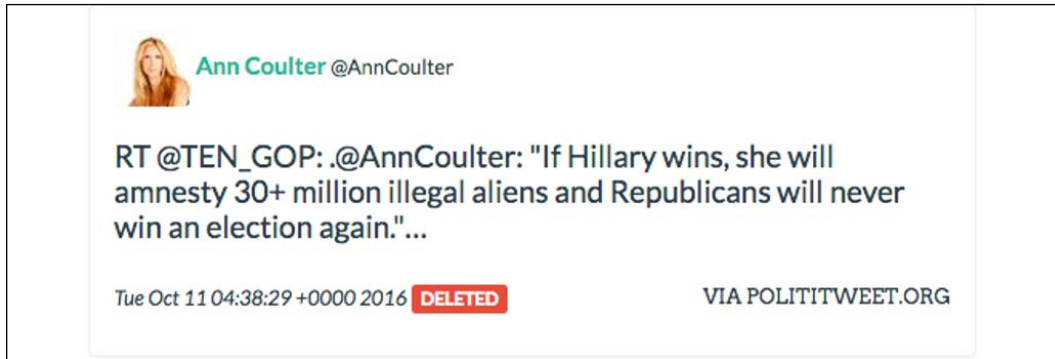 Ann Coulter @AnnCoulter
RT @TEN_GOP: .@AnnCoulter: "If Hillary wins, she will
amnesty 30+ million illegal aliens and Republicans will never
win an election again."...
Tue Oct 11 04:38:29 +0000 2016 DELETED VIA POLITITWEET.ORG